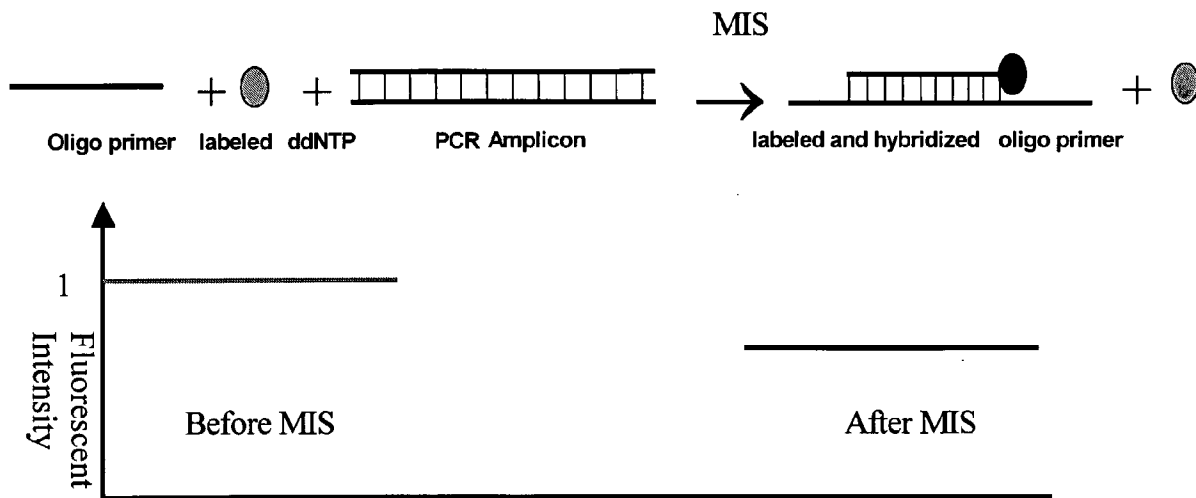 MIS
+ + + 
Oligo primer labeled ddNTP PCR Amplicon labeled and hybridized oligo primer
1
Fluorescent
Intensity
Before MIS After MIS